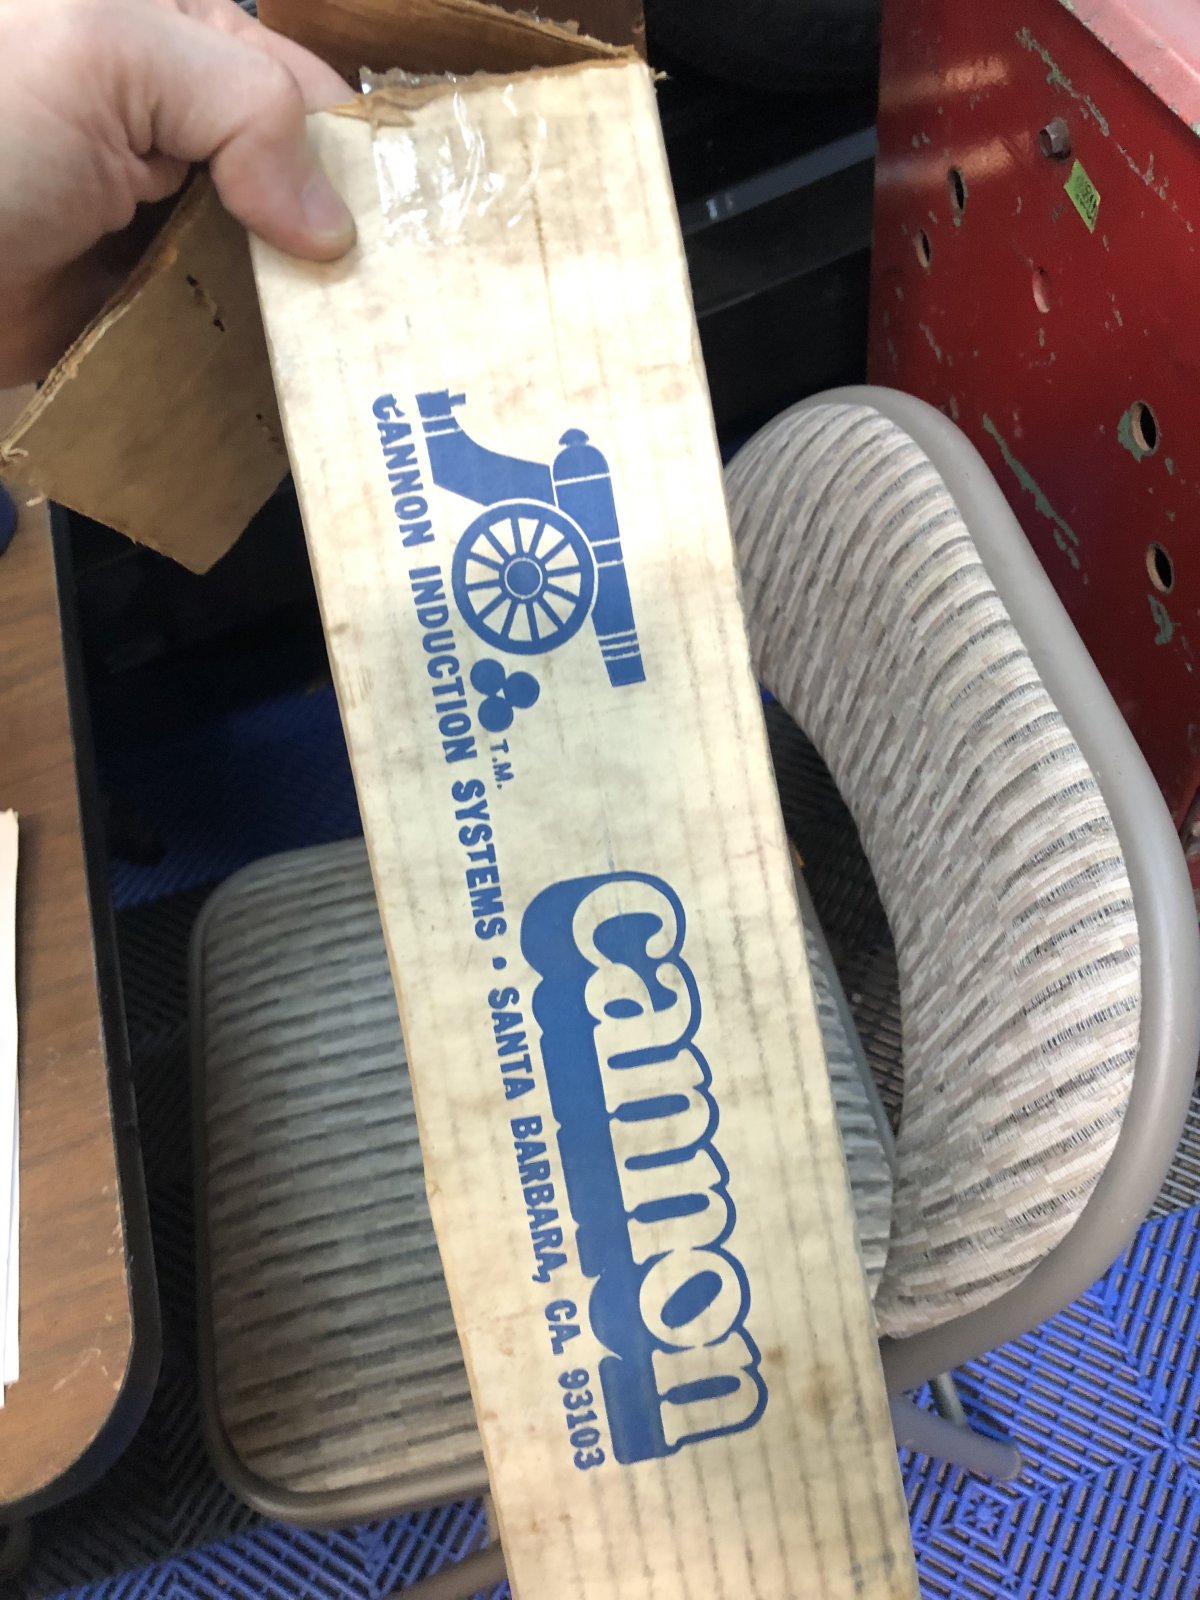 T.M.
cannon
CANNON INDUCTION SYSTEMS • SANTA BARBARA, CA. 93103